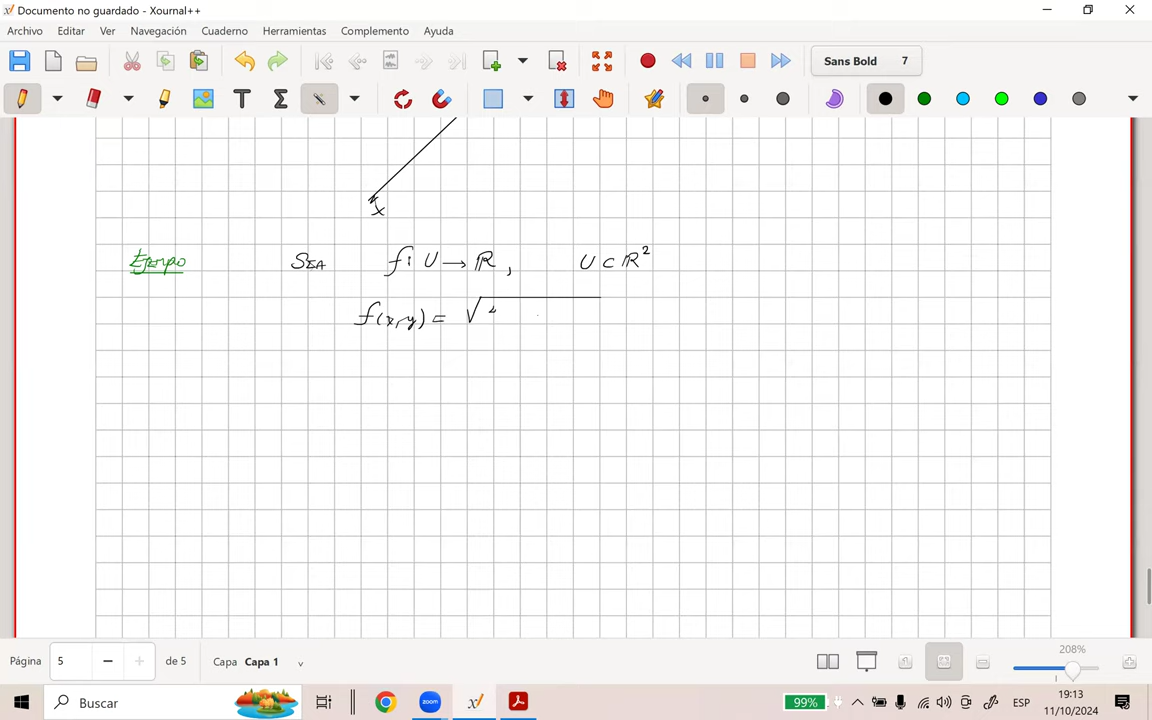 Documento no guardado - Xournal++
Archivo Editar Ver Navegación Cuaderno Herramientas Complemento Ayuda
Sans Bold 7
x
Ejemplo SEA f: U → ℝ, U ⊂ ℝ²
f(x,y) = √
Página 5 de 5 Capa Capa 1 208%
Buscar zoom 99% ESP 19:13
11/10/2024